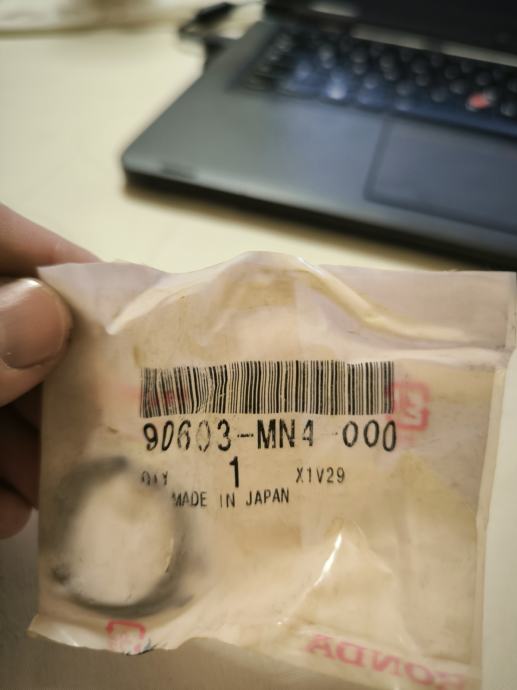 90603-MN4-000
QTY 1 X1V29
MADE IN JAPAN
HONDA